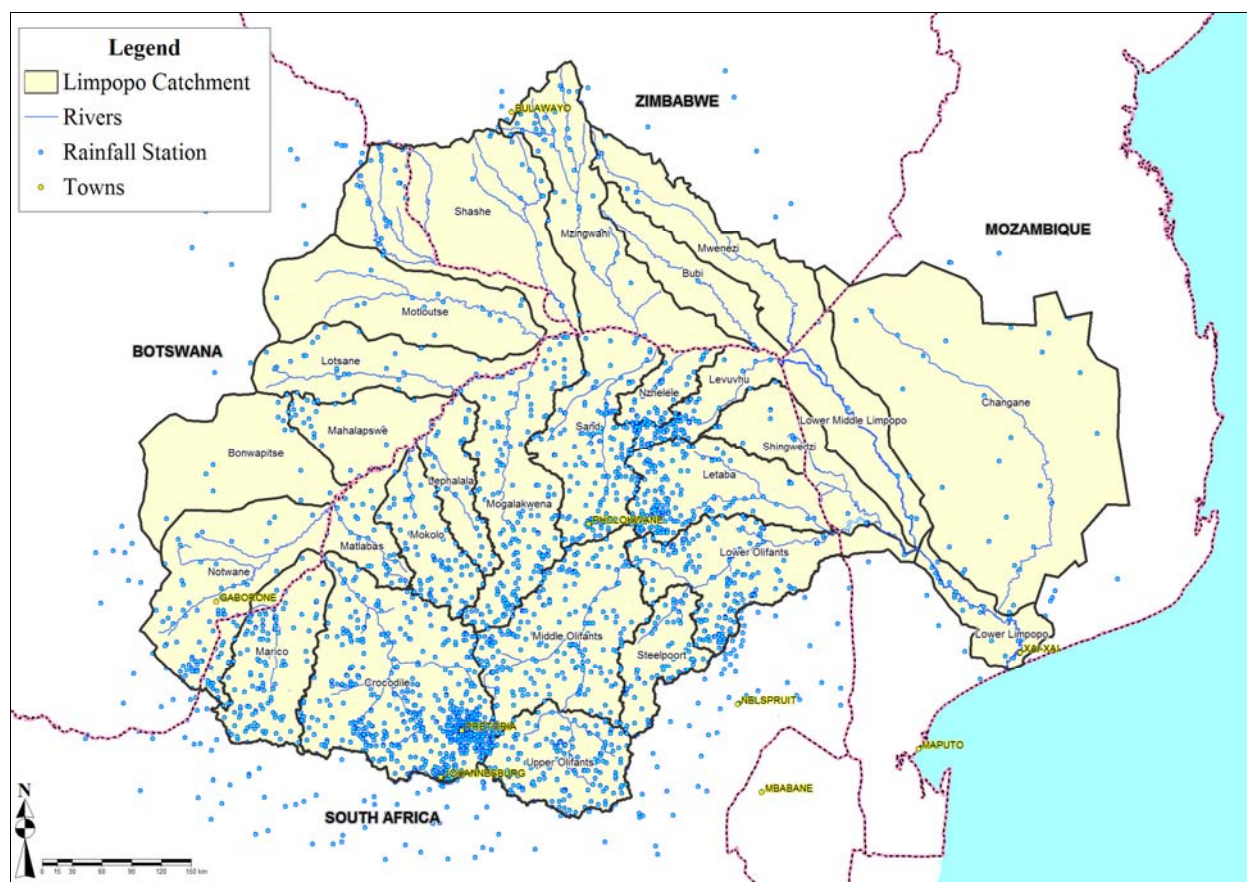 Legend
Limpopo Catchment
Rivers
Rainfall Station
Towns
ZIMBABWE
BULAWAYO
Shashe
Mzingwani
Mwenezi
MOZAMBIQUE
Bubi
Motloutse
BOTSWANA
Lotsane
Levuvhu
Nzhelele
Changane
Mahalapswe
Sand
Lower Middle Limpopo
Bonwapitse
Shingwedzi
Letaba
Lephalala
Mogalakwena
PHOLOKWANE
Mokolo
Matlabas
Lower Olifants
Notwane
GABORONE
Middle Olifants
Lower Limpopo
Marico
Steelpoort
XAI-XAI
Crocodile
NELSPRUIT
PRETORIA
MAPUTO
Upper Olifants
JOHANNESBURG
MBABANE
N
SOUTH AFRICA
0 15 30 60 90 120 150 km